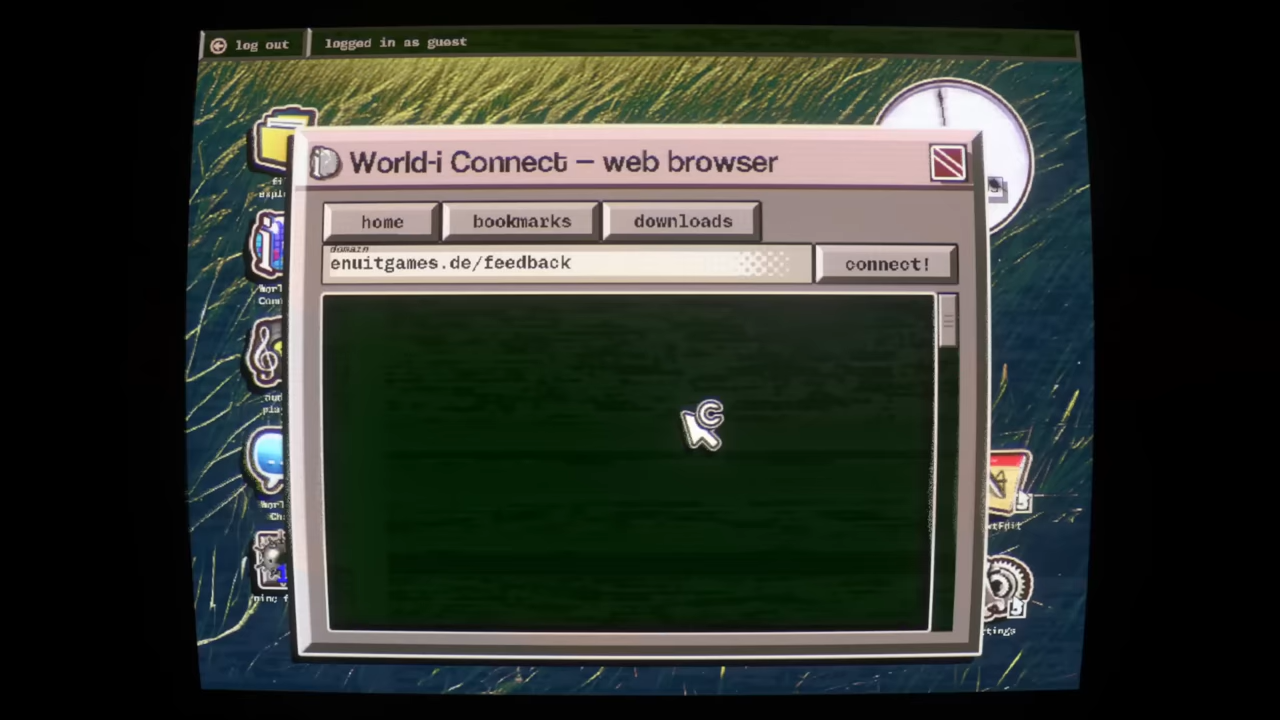 log out
logged in as guest
World-i Connect – web browser
home
bookmarks
downloads
domain
enuitgames.de/feedback
connect!